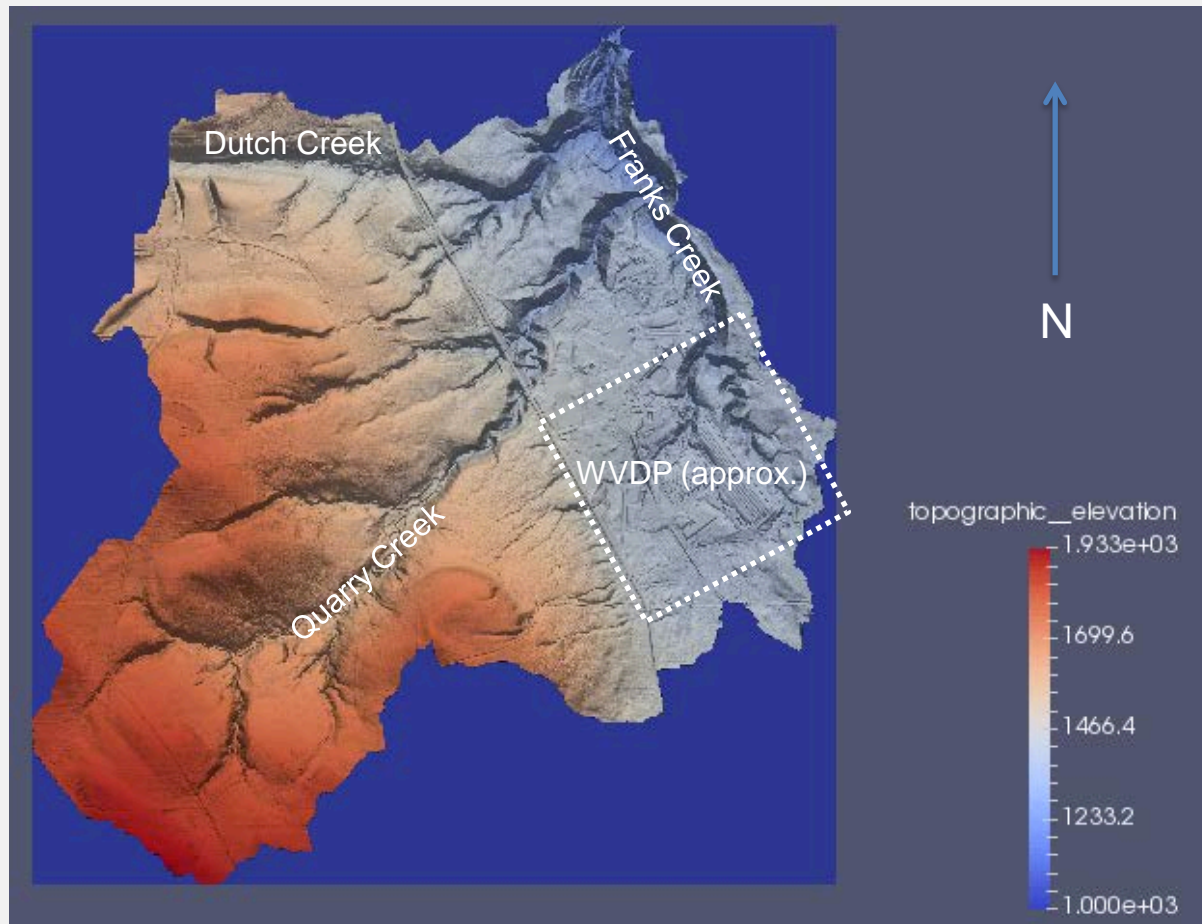 Dutch Creek
Franks Creek
N
WVDP (approx.)
Quarry Creek
topographic__elevation
1.933e+03
1699.6
1466.4
1233.2
1.000e+03